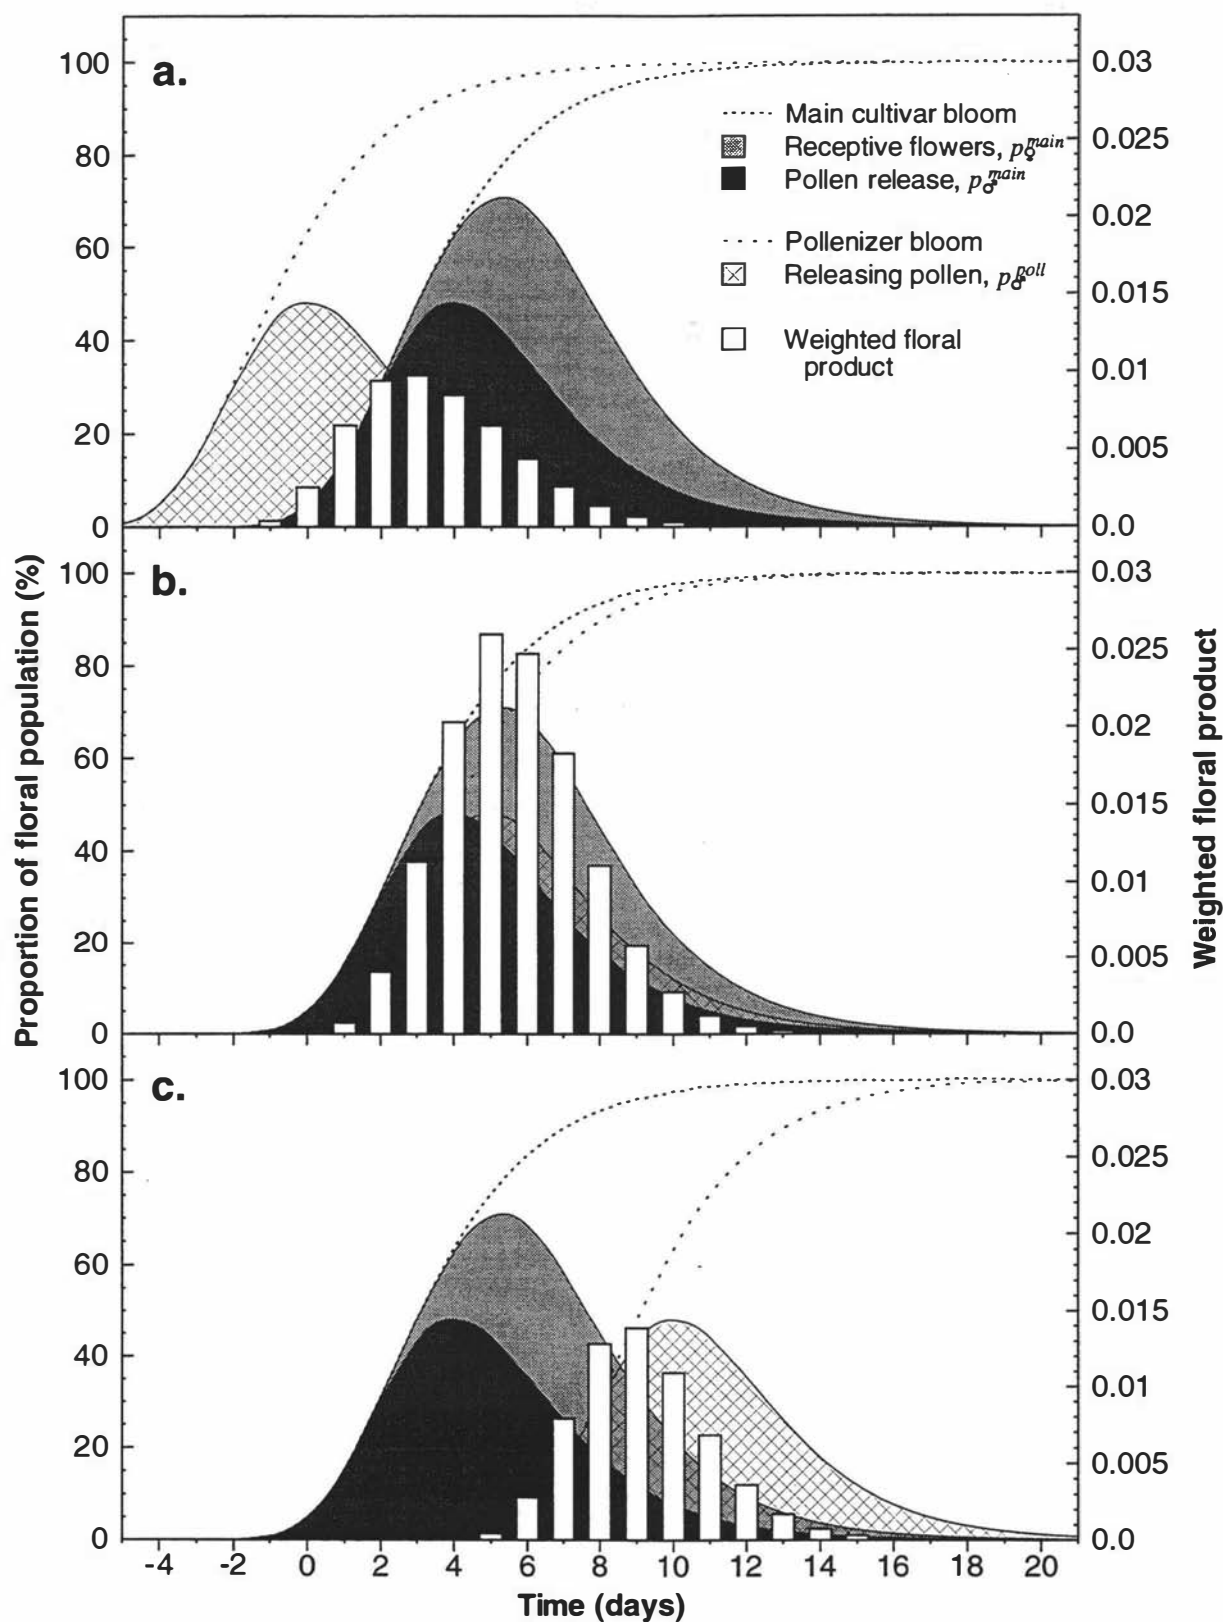 a.
100
80
60
40
20
0
0.03
0.025
0.02
0.015
0.01
0.005
0.0
Main cultivar bloom
Receptive flowers, p♀main
Pollen release, p♂main
Pollenizer bloom
Releasing pollen, p♂poll
Weighted floral
product
b.
100
80
60
40
20
0
0.03
0.025
0.02
0.015
0.01
0.005
0.0
c.
100
80
60
40
20
0
0.03
0.025
0.02
0.015
0.01
0.005
0.0
-4 -2 0 2 4 6 8 10 12 14 16 18 20
Time (days)
Proportion of floral population (%)
Weighted floral product